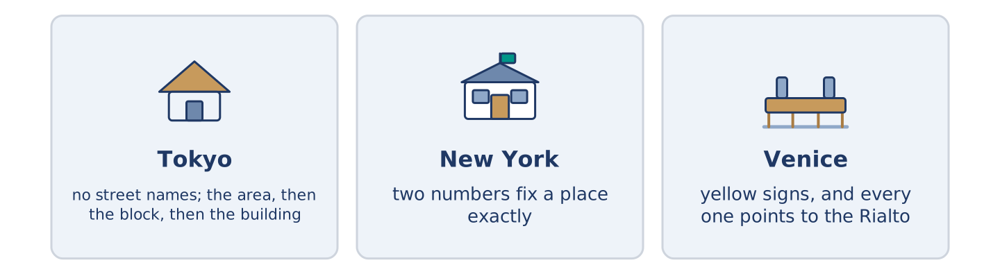 Tokyo
no street names; the area, then
the block, then the building
New York
two numbers fix a place
exactly
Venice
yellow signs, and every
one points to the Rialto